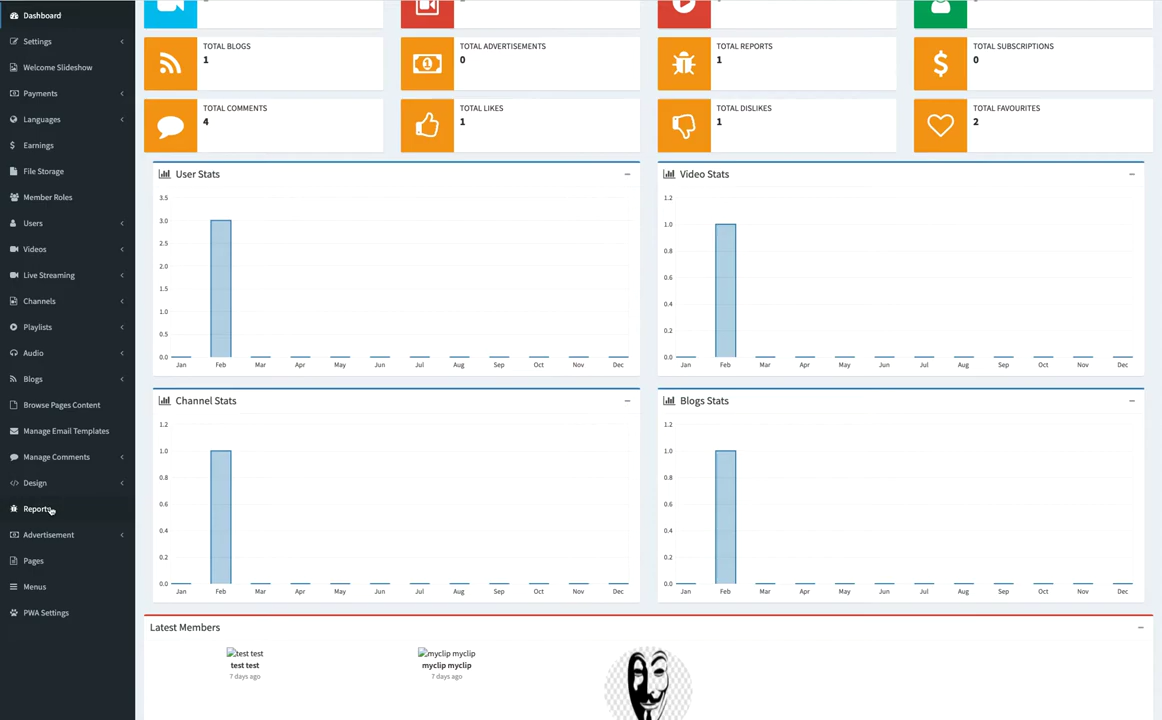 Dashboard
Settings
Welcome Slideshow
Payments
Languages
Earnings
File Storage
Member Roles
Users
Videos
Live Streaming
Channels
Playlists
Audio
Blogs
Browse Pages Content
Manage Email Templates
Manage Comments
Design
Reports
Advertisement
Pages
Menus
PWA Settings
TOTAL BLOGS
1
TOTAL ADVERTISEMENTS
0
TOTAL REPORTS
1
TOTAL SUBSCRIPTIONS
0
TOTAL COMMENTS
4
TOTAL LIKES
1
TOTAL DISLIKES
1
TOTAL FAVOURITES
2
User Stats
3.5
3.0
2.5
2.0
1.5
1.0
0.5
0.0
Jan Feb Mar Apr May Jun Jul Aug Sep Oct Nov Dec
Video Stats
1.2
1.0
0.8
0.6
0.4
0.2
0.0
Jan Feb Mar Apr May Jun Jul Aug Sep Oct Nov Dec
Channel Stats
1.2
1.0
0.8
0.6
0.4
0.2
0.0
Jan Feb Mar Apr May Jun Jul Aug Sep Oct Nov Dec
Blogs Stats
1.2
1.0
0.8
0.6
0.4
0.2
0.0
Jan Feb Mar Apr May Jun Jul Aug Sep Oct Nov Dec
Latest Members
test test
test test
7 days ago
myclip myclip
myclip myclip
7 days ago